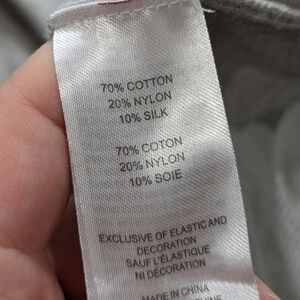 70% COTTON
20% NYLON
10% SILK
70% COTON
20% NYLON
10% SOIE
EXCLUSIVE OF ELASTIC AND
DECORATION
SAUF L'ÉLASTIQUE
NI DÉCORATION
MADE IN CHINA
CHINE